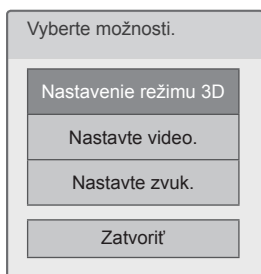 Vyberte možnosti.
Nastavenie režimu 3D
Nastavte video.
Nastavte zvuk.
Zatvoriť